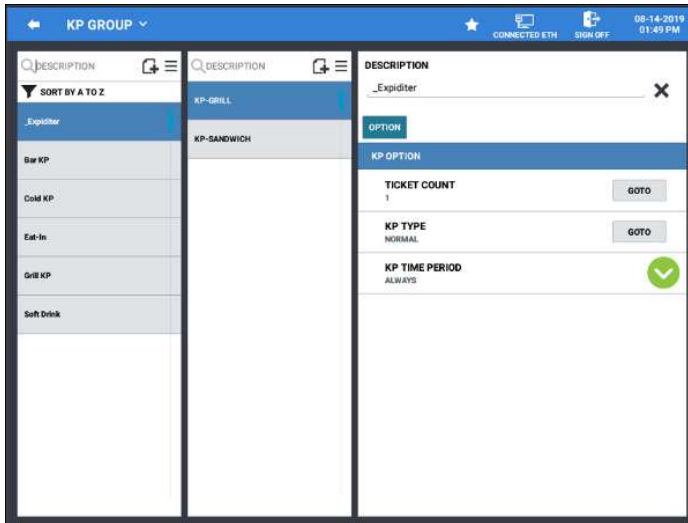 KP GROUP
CONNECTED ETH
SIGN OFF
08-14-2019
01:49 PM
DESCRIPTION
SORT BY A TO Z
_Expiditer
Bar KP
Cold KP
Eat-In
Grill KP
Soft Drink
DESCRIPTION
KP-GRILL
KP-SANDWICH
DESCRIPTION
_Expiditer
OPTION
KP OPTION
TICKET COUNT
1
GOTO
KP TYPE
NORMAL
GOTO
KP TIME PERIOD
ALWAYS